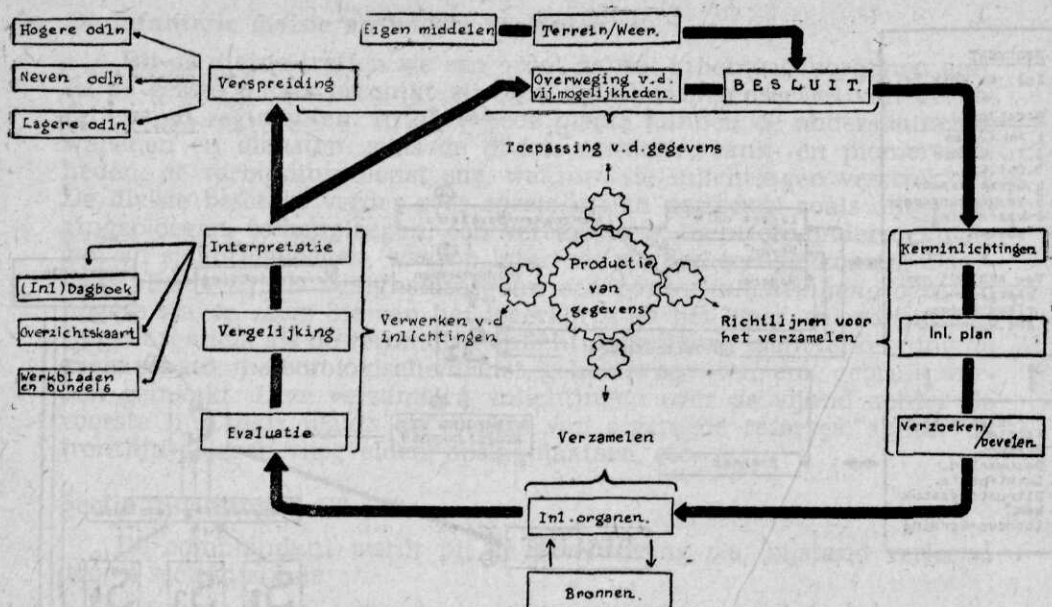 Hogere odln
Neven odln
Lagere odln
Verspreiding
Eigen middelen
Terrein/Weer.
Overweging v.d.
vij.mogelijkheden.
BESLUIT.
Toepassing v.d.gegevens
Interpretatie
(Inl)Dagboek
Overzichtskaart
Werkbladen
en bundels
Vergelijking
Evaluatie
Verwerken v.d
inlichtingen.
Productie
van
gegevens
Richtlijnen voor
het verzamelen
Kerninlichtingen
Inl. plan
Verzoeken/
bevelen.
Verzamelen
Inl.organen.
Bronnen.